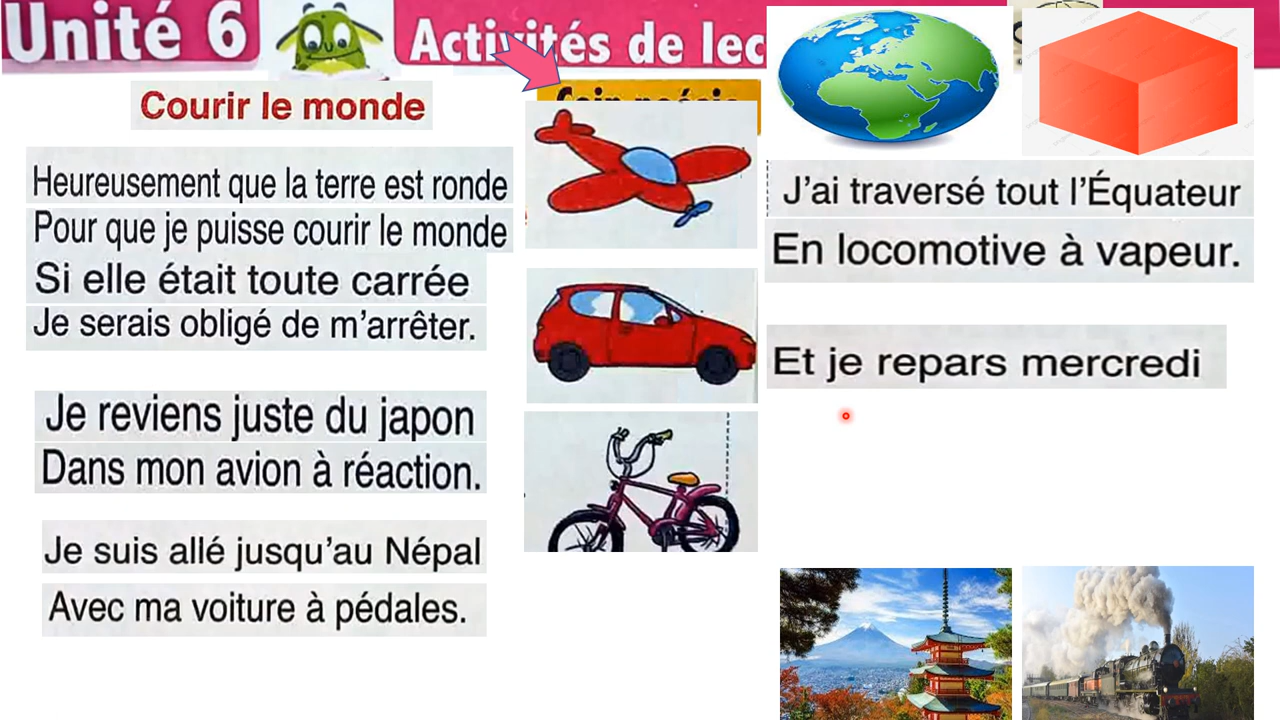 Unité 6
Activités de lec
Coin poésie
Courir le monde
Heureusement que la terre est ronde
Pour que je puisse courir le monde
Si elle était toute carrée
Je serais obligé de m'arrêter.
Je reviens juste du japon
Dans mon avion à réaction.
Je suis allé jusqu'au Népal
Avec ma voiture à pédales.
J'ai traversé tout l'Équateur
En locomotive à vapeur.
Et je repars mercredi